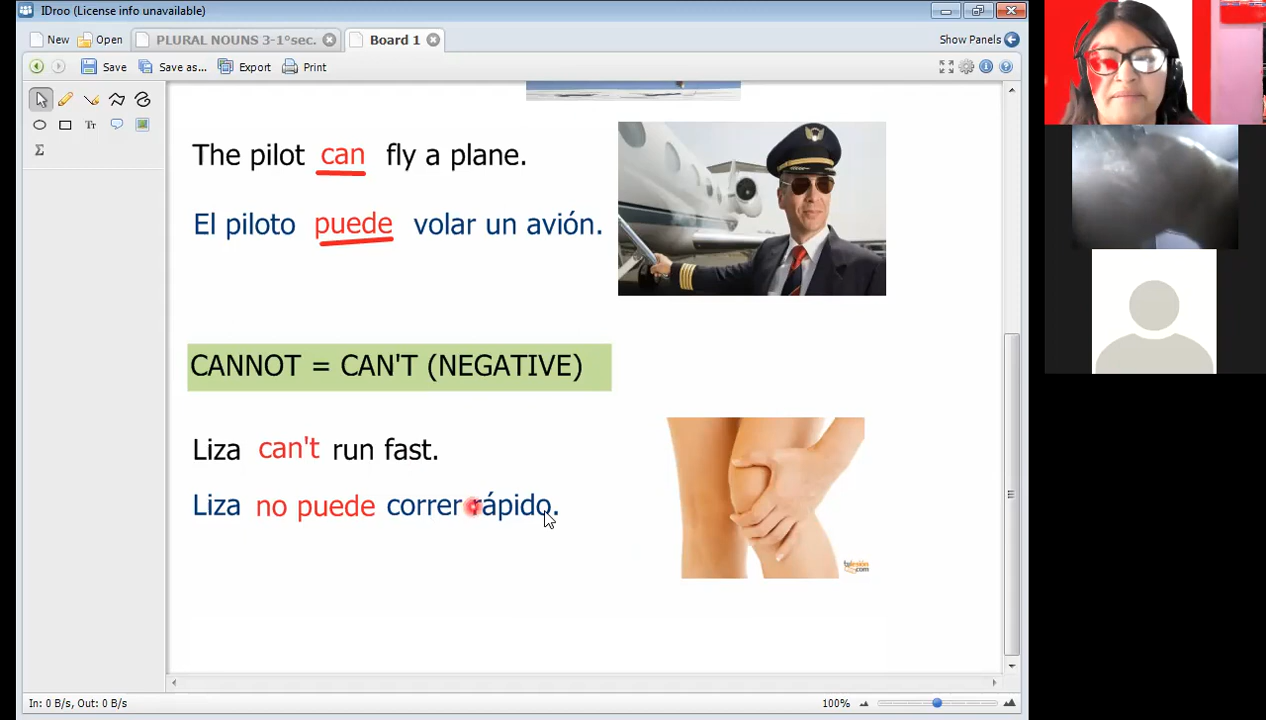 IDroo (License info unavailable)
New Open PLURAL NOUNS 3-1°sec. Board 1 Show Panels
Save Save as... Export Print
Tт
The pilot can fly a plane.
El piloto puede volar un avión.
CANNOT = CAN'T (NEGATIVE)
Liza can't run fast.
Liza no puede correr rápido.
In: 0 B/s, Out: 0 B/s 100%